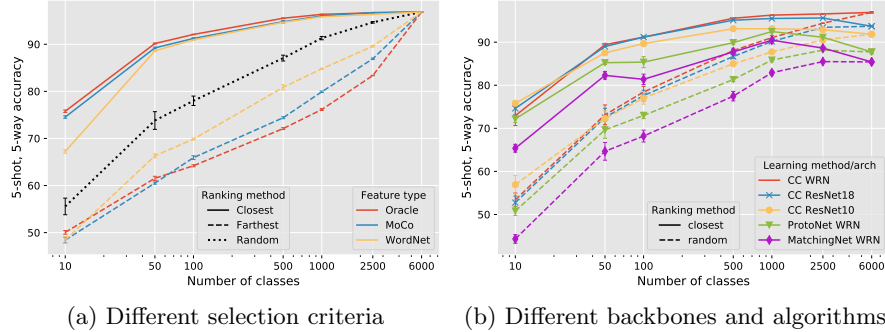 90
80
70
60
50
5-shot, 5-way accuracy
10
50
100
500
1000
2500
6000
Number of classes
Ranking method
Closest
Farthest
Random
Feature type
Oracle
MoCo
WordNet
(a) Different selection criteria
90
80
70
60
50
5-shot, 5-way accuracy
10
50
100
500
1000
2500
6000
Number of classes
Ranking method
closest
random
Learning method/arch
CC WRN
CC ResNet18
CC ResNet10
ProtoNet WRN
MatchingNet WRN
(b) Different backbones and algorithms